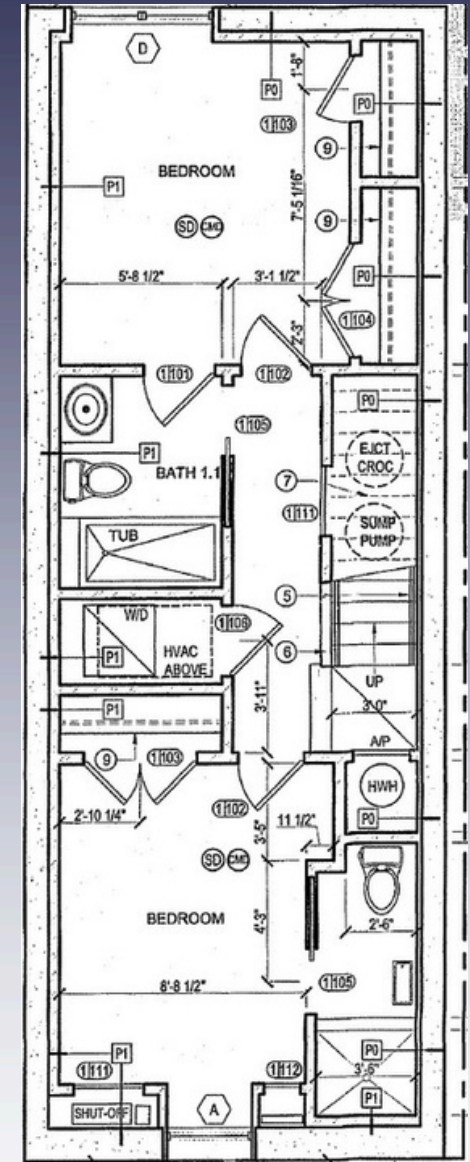 D
P0
1'-8"
P0
1103
9
BEDROOM
P1
7'-5 1/16"
9
SD CMD
P0
5'-8 1/2"
3'-1 1/2"
1104
2'-3"
1101
1102
P0
1105
EJCT
CROC
P1
BATH 1.1
7
1111
SUMP
PUMP
TUB
5
W/D
1106
6
HVAC
ABOVE
P1
UP
3'-11"
3'-0"
P1
A/P
9
1103
HWH
2'-10 1/4"
1102
11 1/2"
P0
3'-5"
SD CMD
BEDROOM
4'-3"
2'-6"
8'-8 1/2"
1105
P1
P0
1111
1112
3'-6"
SHUT-OFF
A
P1